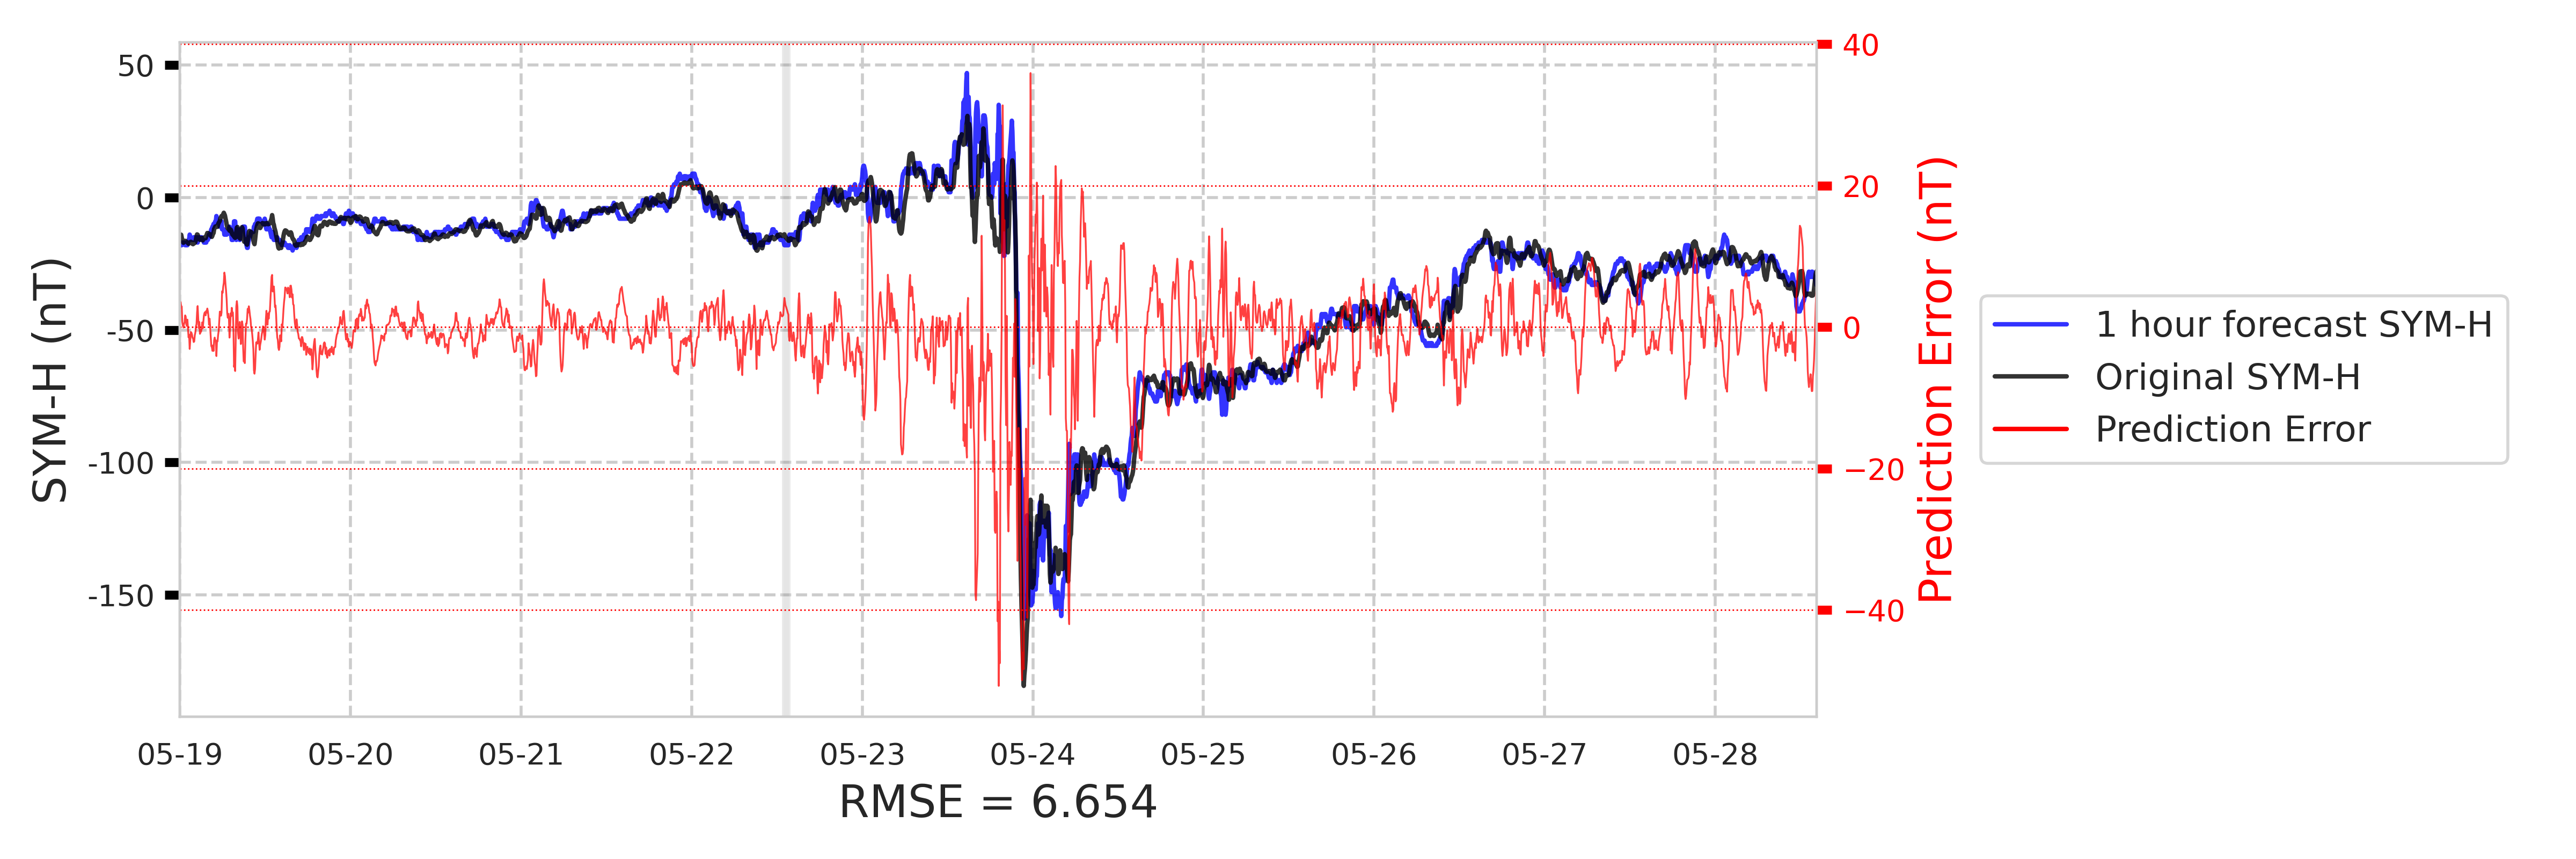 50
0
-50
-100
-150
SYM-H (nT)
40
20
0
−20
−40
Prediction Error (nT)
1 hour forecast SYM-H
Original SYM-H
Prediction Error
05-19 05-20 05-21 05-22 05-23 05-24 05-25 05-26 05-27 05-28
RMSE = 6.654